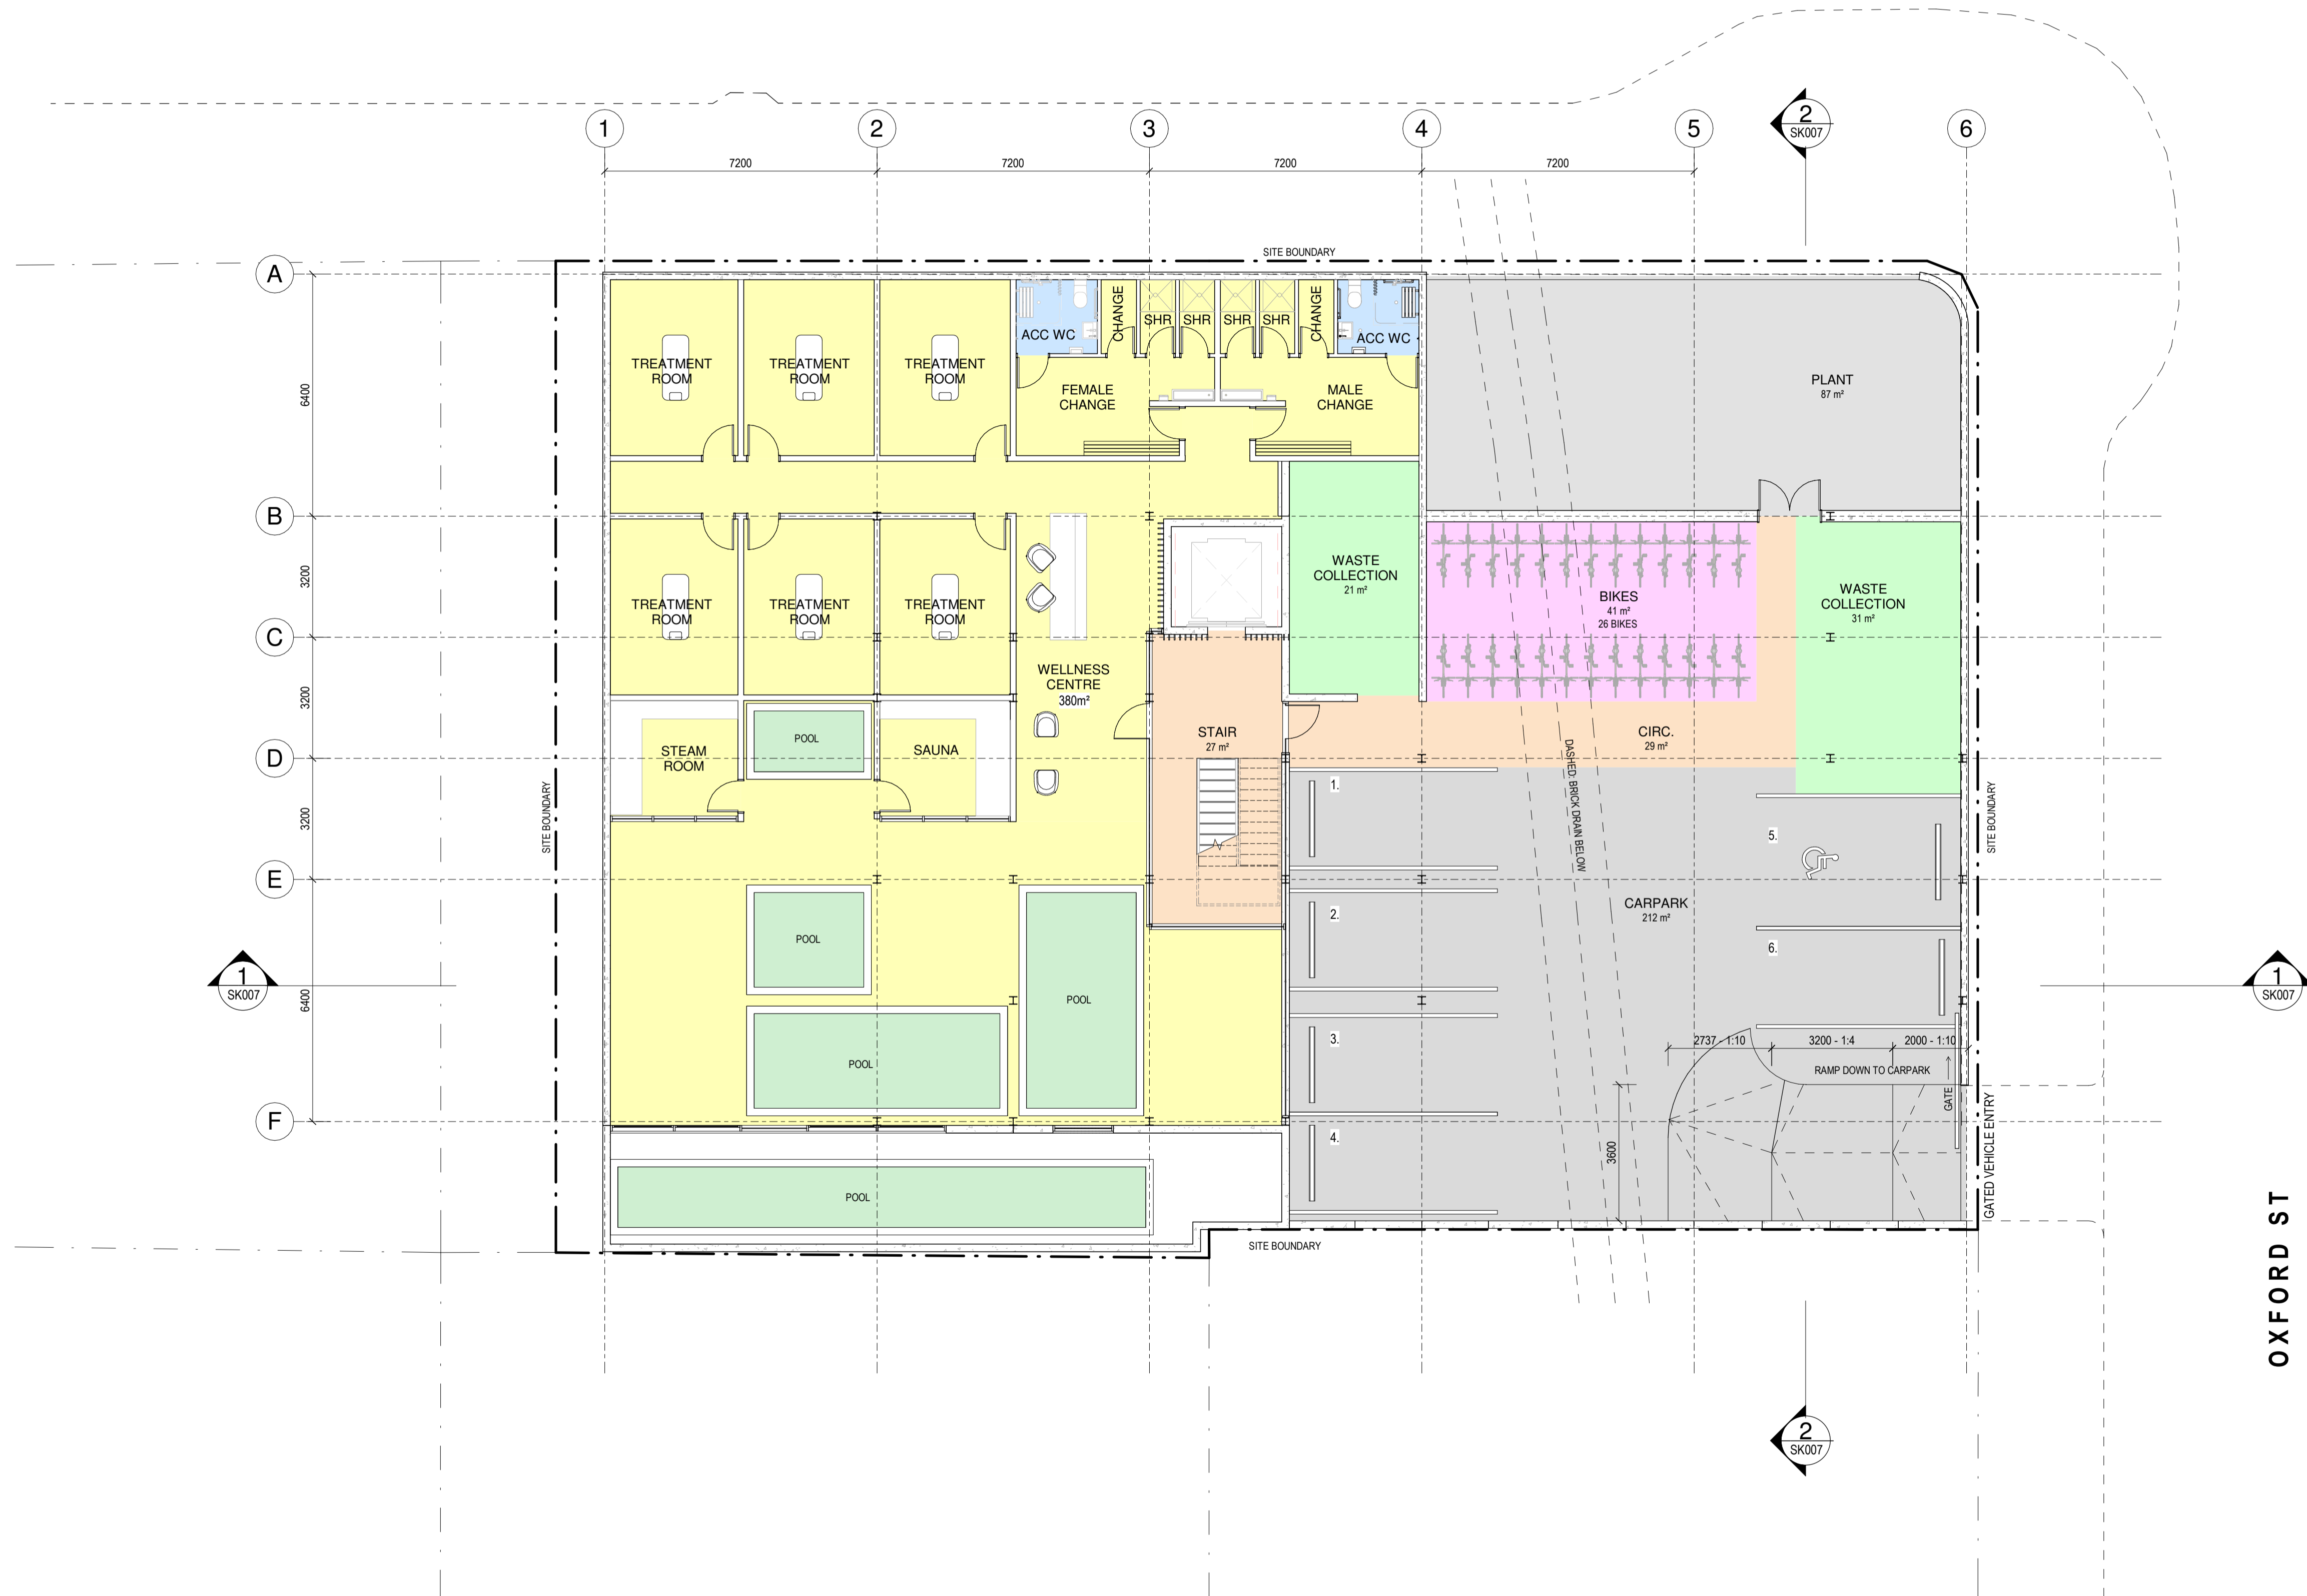 1
2
3
4
5
2
SK007
6
7200
7200
7200
7200
SITE BOUNDARY
A
B
C
D
E
F
6400
3200
3200
3200
6400
TREATMENT
ROOM
TREATMENT
ROOM
TREATMENT
ROOM
ACC WC
CHANGE
SHR
SHR
SHR
SHR
CHANGE
ACC WC
FEMALE
CHANGE
MALE
CHANGE
PLANT
87 m²
TREATMENT
ROOM
TREATMENT
ROOM
TREATMENT
ROOM
WASTE
COLLECTION
21 m²
BIKES
41 m²
26 BIKES
WASTE
COLLECTION
31 m²
WELLNESS
CENTRE
380m²
STEAM
ROOM
POOL
SAUNA
STAIR
27 m²
CIRC.
29 m²
DASHED: BRICK DRAIN BELOW
SITE BOUNDARY
SITE BOUNDARY
1.
2.
3.
4.
5.
6.
CARPARK
212 m²
POOL
POOL
POOL
POOL
1
SK007
1
SK007
2737 - 1:10
3200 - 1:4
2000 - 1:10
RAMP DOWN TO CARPARK
GATE
3600
GATED VEHICLE ENTRY
SITE BOUNDARY
OXFORD ST
2
SK007